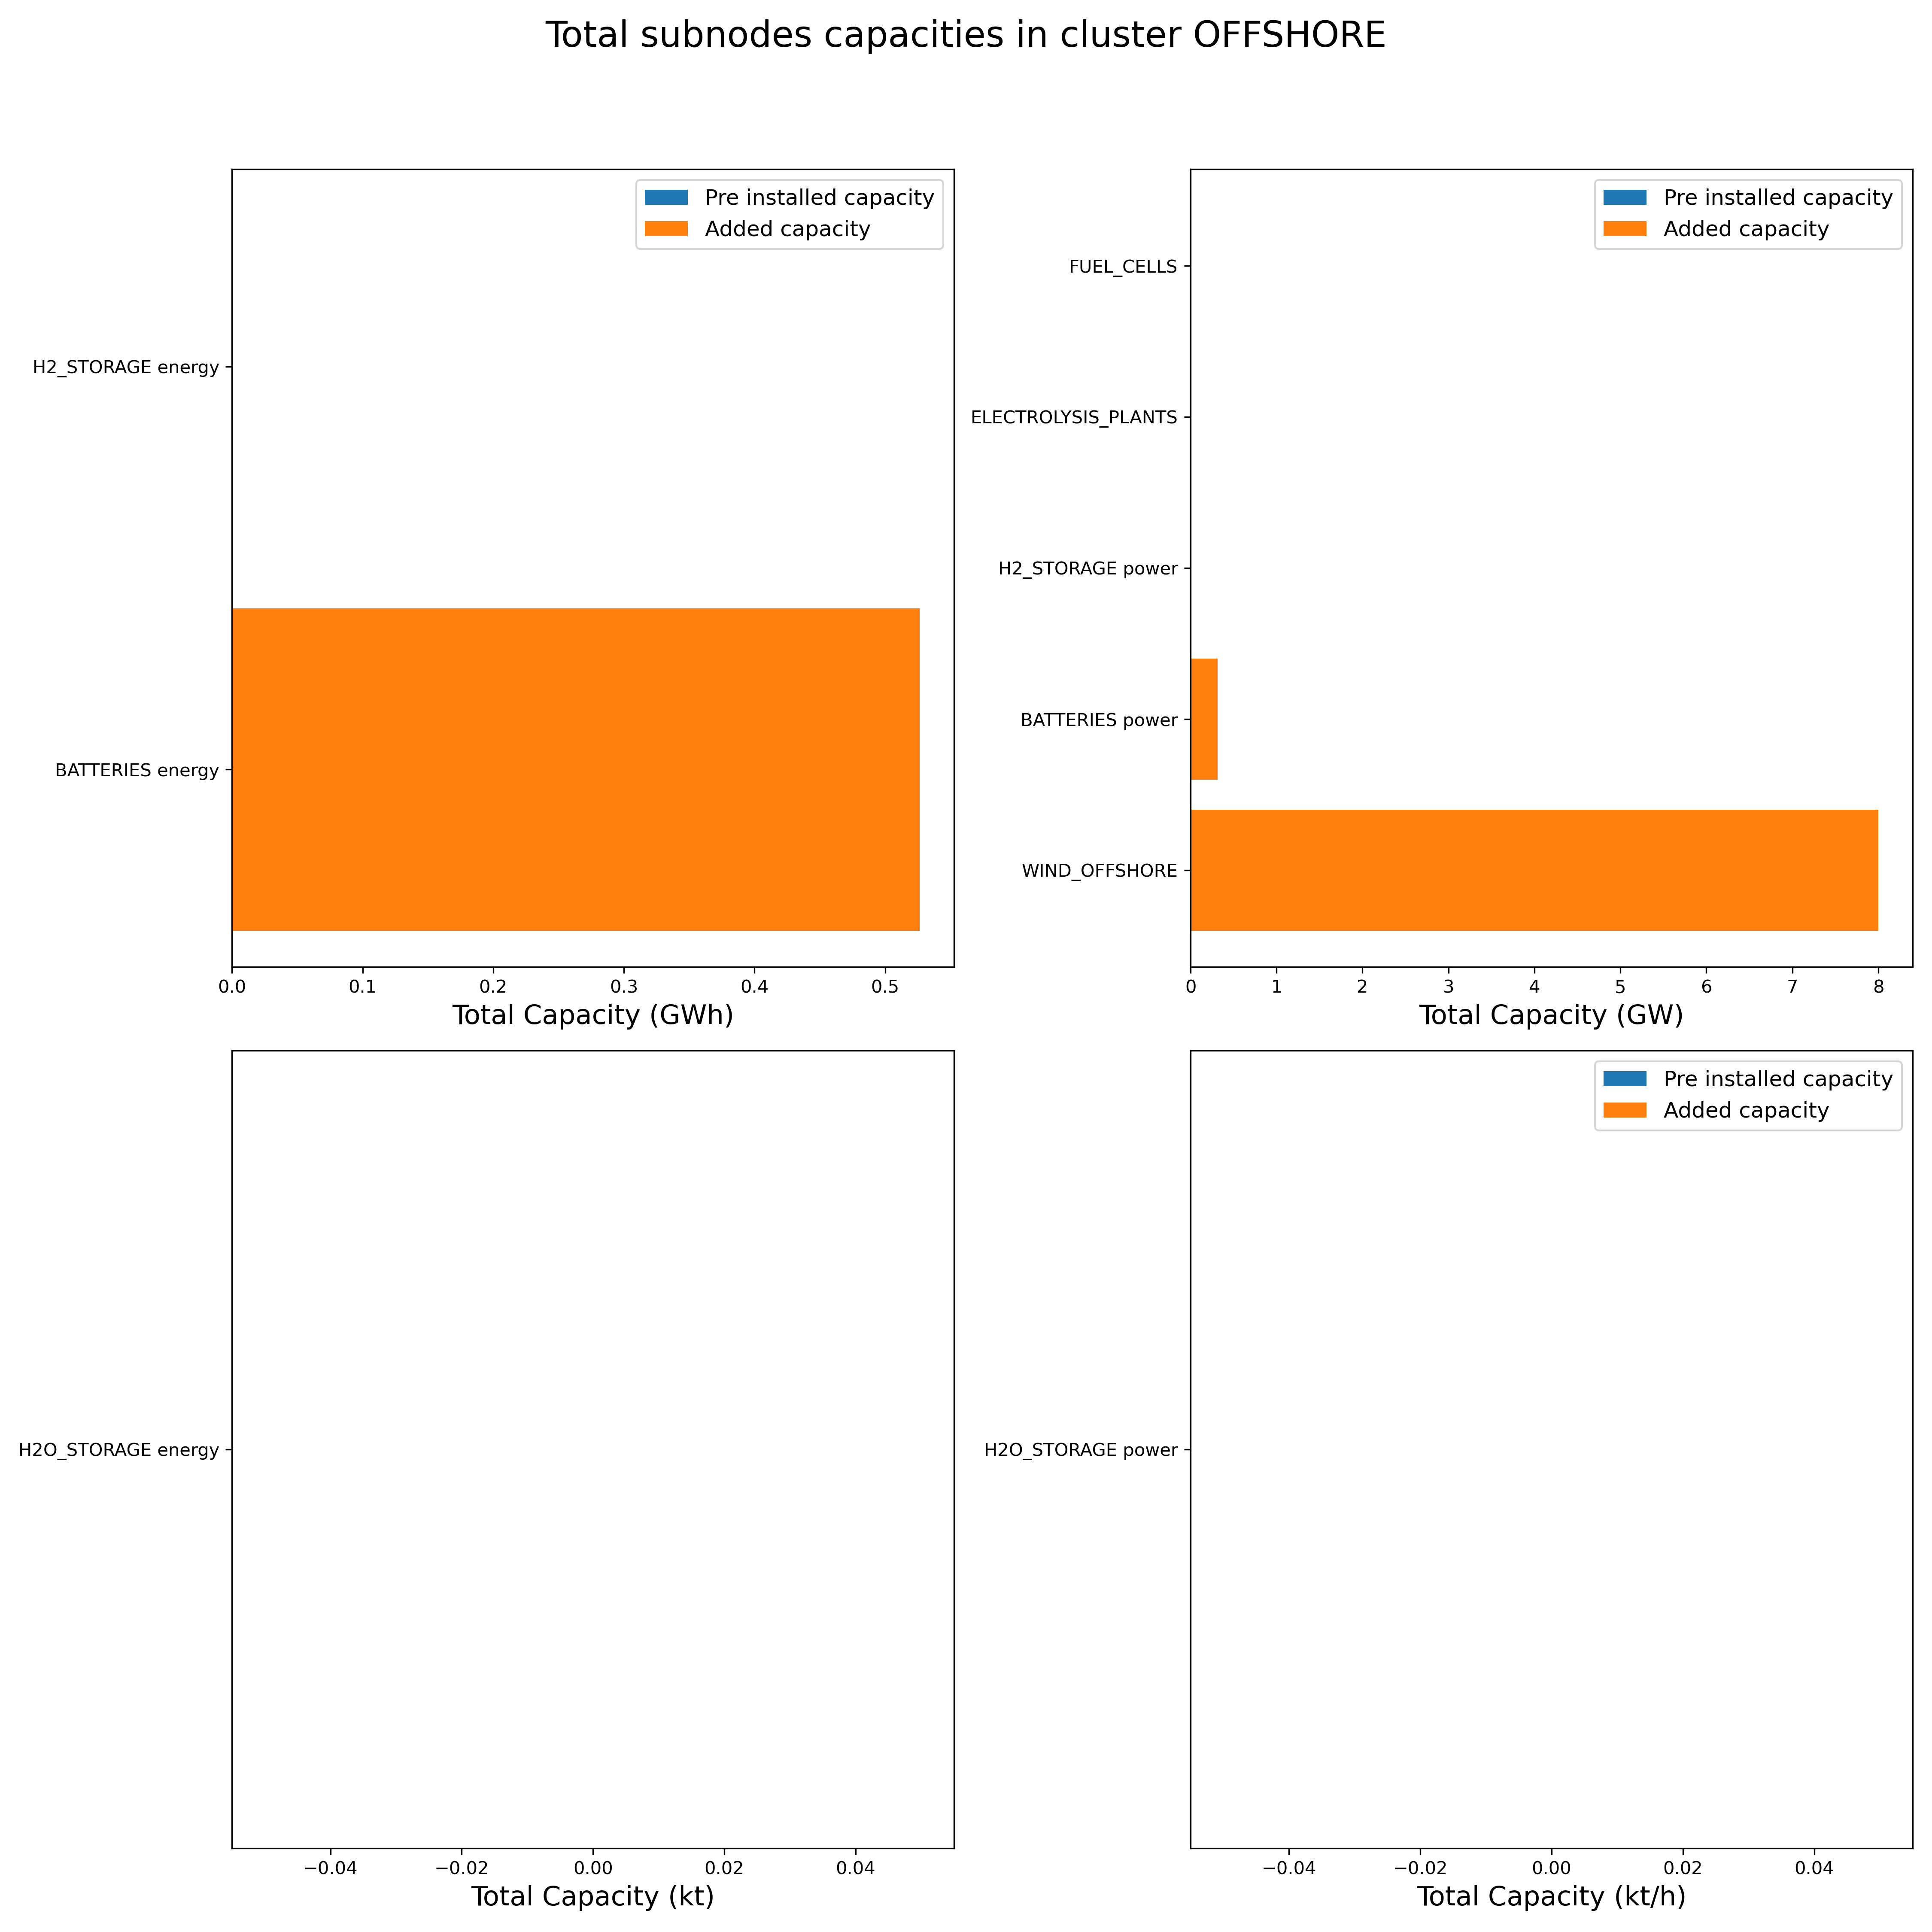 Total subnodes capacities in cluster OFFSHORE
Pre installed capacity
Added capacity
H2_STORAGE energy
BATTERIES energy
0.0 0.1 0.2 0.3 0.4 0.5
Total Capacity (GWh)
Pre installed capacity
Added capacity
FUEL_CELLS
ELECTROLYSIS_PLANTS
H2_STORAGE power
BATTERIES power
WIND_OFFSHORE
0 1 2 3 4 5 6 7 8
Total Capacity (GW)
H2O_STORAGE energy
−0.04 −0.02 0.00 0.02 0.04
Total Capacity (kt)
Pre installed capacity
Added capacity
H2O_STORAGE power
−0.04 −0.02 0.00 0.02 0.04
Total Capacity (kt/h)